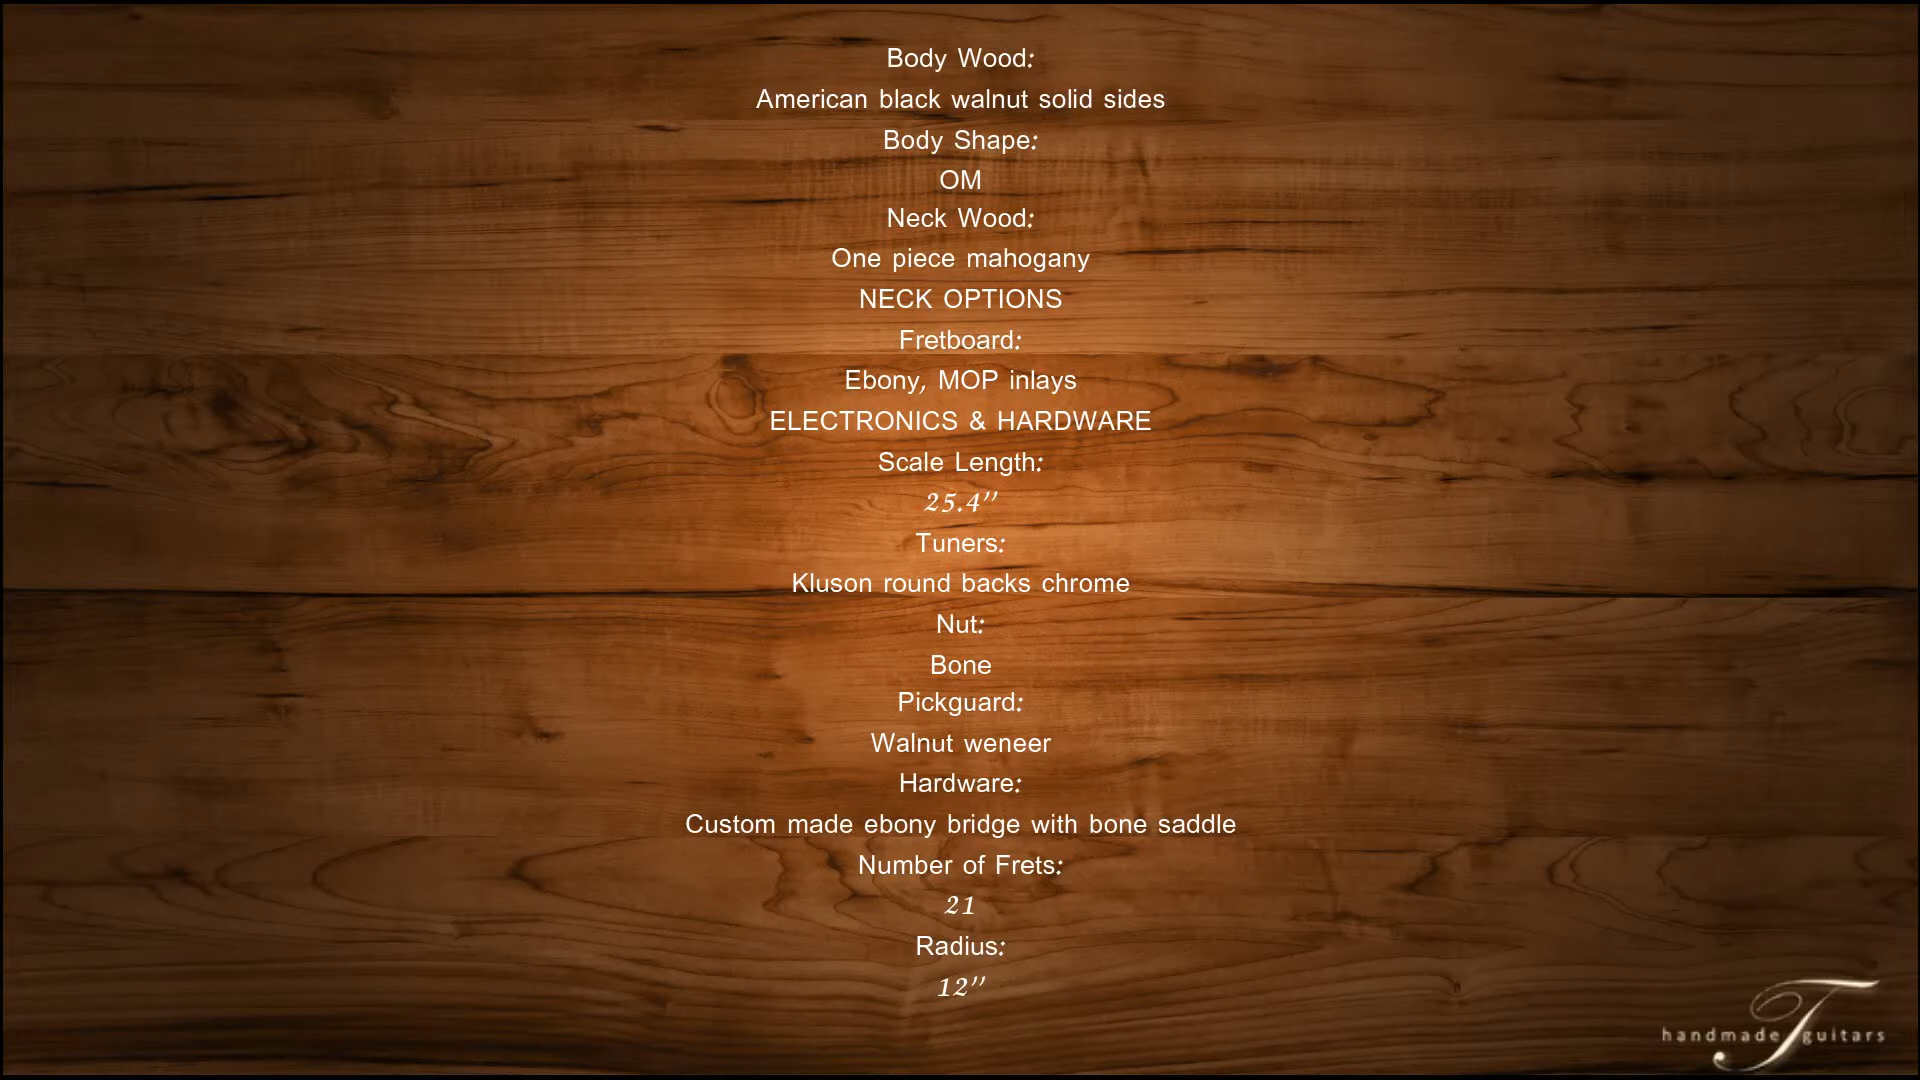 Body Wood:
American black walnut solid sides
Body Shape:
OM
Neck Wood:
One piece mahogany
NECK OPTIONS
Fretboard:
Ebony, MOP inlays
ELECTRONICS & HARDWARE
Scale Length:
25.4''
Tuners:
Kluson round backs chrome
Nut:
Bone
Pickguard:
Walnut weneer
Hardware:
Custom made ebony bridge with bone saddle
Number of Frets:
21
Radius:
12''
handmade T guitars